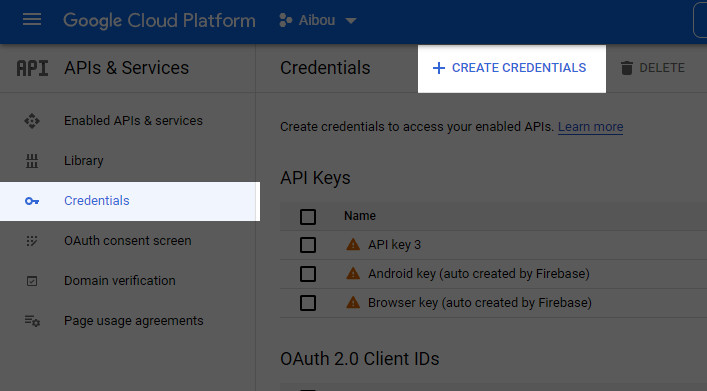 Google Cloud Platform
Aibou
API APIs & Services
Credentials
CREATE CREDENTIALS
DELETE
Enabled APIs & services
Library
Credentials
OAuth consent screen
Domain verification
Page usage agreements
Create credentials to access your enabled APIs. Learn more
API Keys
Name
API key 3
Android key (auto created by Firebase)
Browser key (auto created by Firebase)
OAuth 2.0 Client IDs